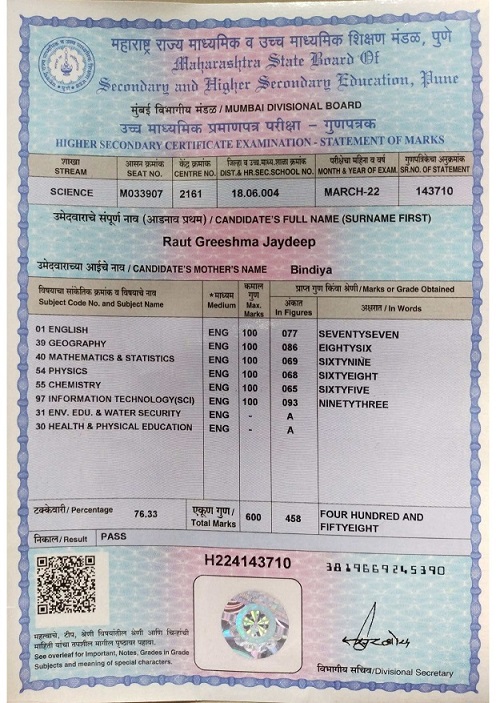 महाराष्ट्र राज्य माध्यमिक व उच्च माध्यमिक शिक्षण मंडळ, पुणे
Maharashtra State Board Of
Secondary and Higher Secondary Education, Pune
मुंबई विभागीय मंडळ / MUMBAI DIVISIONAL BOARD
उच्च माध्यमिक प्रमाणपत्र परीक्षा – गुणपत्रक
HIGHER SECONDARY CERTIFICATE EXAMINATION - STATEMENT OF MARKS
शाखा आसन क्रमांक केंद्र क्रमांक जिल्हा व उच्च.माध्य.शाळा क्रमांक परीक्षेचा महिना व वर्ष गुणपत्रिकेचा अनुक्रमांक
STREAM SEAT NO. CENTRE NO. DIST.& HR.SEC.SCHOOL NO. MONTH & YEAR OF EXAM. SR.NO. OF STATEMENT
SCIENCE M033907 2161 18.06.004 MARCH-22 143710
उमेदवाराचे संपूर्ण नाव (आडनाव प्रथम) / CANDIDATE'S FULL NAME (SURNAME FIRST)
Raut Greeshma Jaydeep
उमेदवाराच्या आईचे नाव / CANDIDATE'S MOTHER'S NAME Bindiya
विषयाचा सांकेतिक क्रमांक व विषयाचे नाव
Subject Code No. and Subject Name
*माध्यम
Medium
कमाल गुण
Max. Marks
प्राप्त गुण किंवा श्रेणी / Marks or Grade Obtained
अंकात
In Figures
अक्षरात / In Words
01 ENGLISH ENG 100 077 SEVENTYSEVEN
39 GEOGRAPHY ENG 100 086 EIGHTYSIX
40 MATHEMATICS & STATISTICS ENG 100 069 SIXTYNINE
54 PHYSICS ENG 100 068 SIXTYEIGHT
55 CHEMISTRY ENG 100 065 SIXTYFIVE
97 INFORMATION TECHNOLOGY(SCI) ENG 100 093 NINETYTHREE
31 ENV. EDU. & WATER SECURITY ENG - A
30 HEALTH & PHYSICAL EDUCATION ENG - A
टक्केवारी / Percentage 76.33 एकूण गुण / Total Marks 600 458 FOUR HUNDRED AND FIFTYEIGHT
निकाल / Result PASS
H224143710
3819669245390
महत्वाचे, टीप, श्रेणी विषयांतील श्रेणी आणि चिन्हांची
माहिती यांचा तपशील मागील पृष्ठावर पहावा.
See overleaf for Important, Notes, Grades in Grade
Subjects and meaning of special characters.
विभागीय सचिव / Divisional Secretary